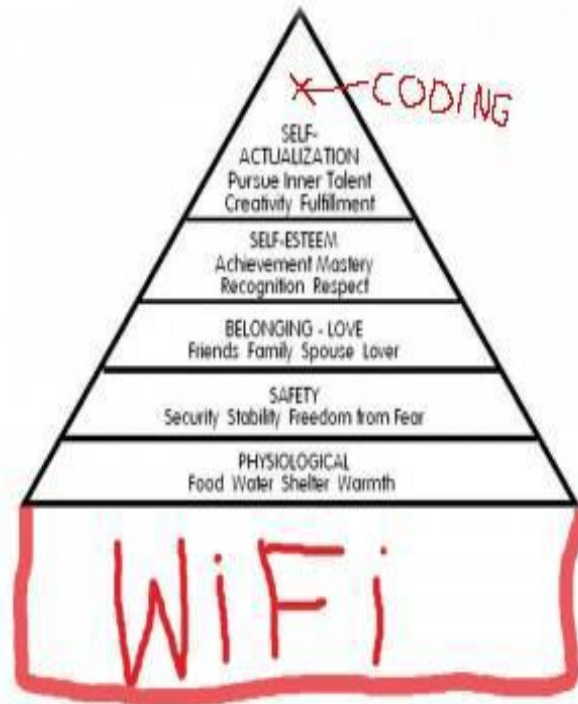 CODING
SELF-
ACTUALIZATION
Pursue Inner Talent
Creativity Fulfillment
SELF-ESTEEM
Achievement Mastery
Recognition Respect
BELONGING - LOVE
Friends Family Spouse Lover
SAFETY
Security Stability Freedom from Fear
PHYSIOLOGICAL
Food Water Shelter Warmth
WiFi